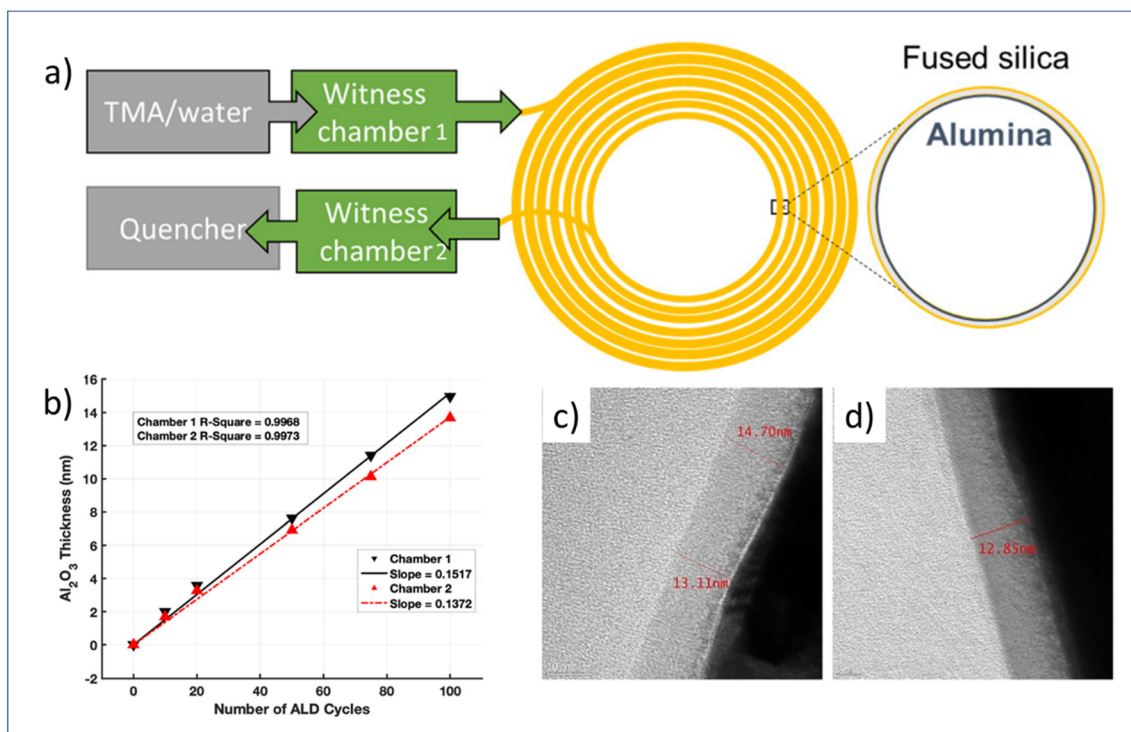 a)
TMA/water
Witness
chamber 1
Fused silica
Alumina
Quencher
Witness
chamber 2
b)
16
14
12
10
8
6
4
2
0
-2
Al₂O₃ Thickness (nm)
Chamber 1 R-Square = 0.9968
Chamber 2 R-Square = 0.9973
Chamber 1
Slope = 0.1517
Chamber 2
Slope = 0.1372
0 20 40 60 80 100
Number of ALD Cycles
c)
14.70nm
13.11nm
d)
12.85nm